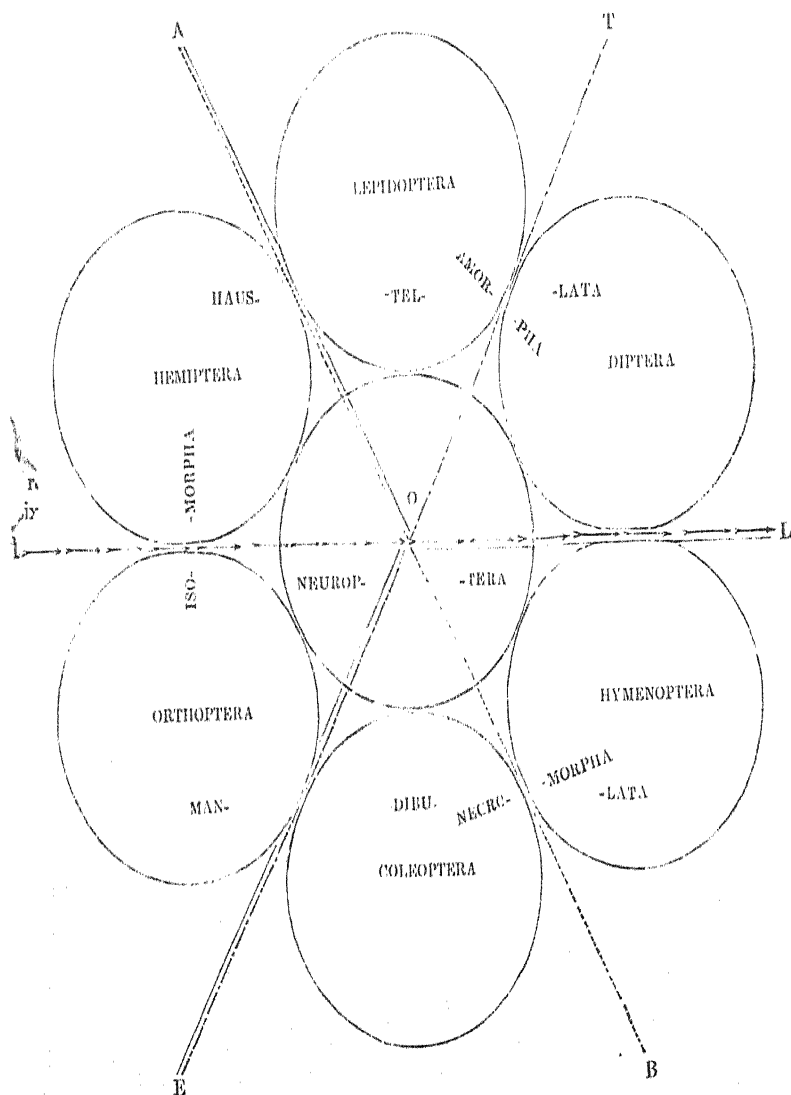 A T
LEPIDOPTERA
AMOR-
HAUS- -TEL- -LATA
-PHA
HEMIPTERA DIPTERA
-MORPHA
O
L
ISO-
NEUROP- -TERA
HYMENOPTERA
ORTHOPTERA
-MORPHA
MAN- -DIBU- NECRO- -LATA
COLEOPTERA
E B